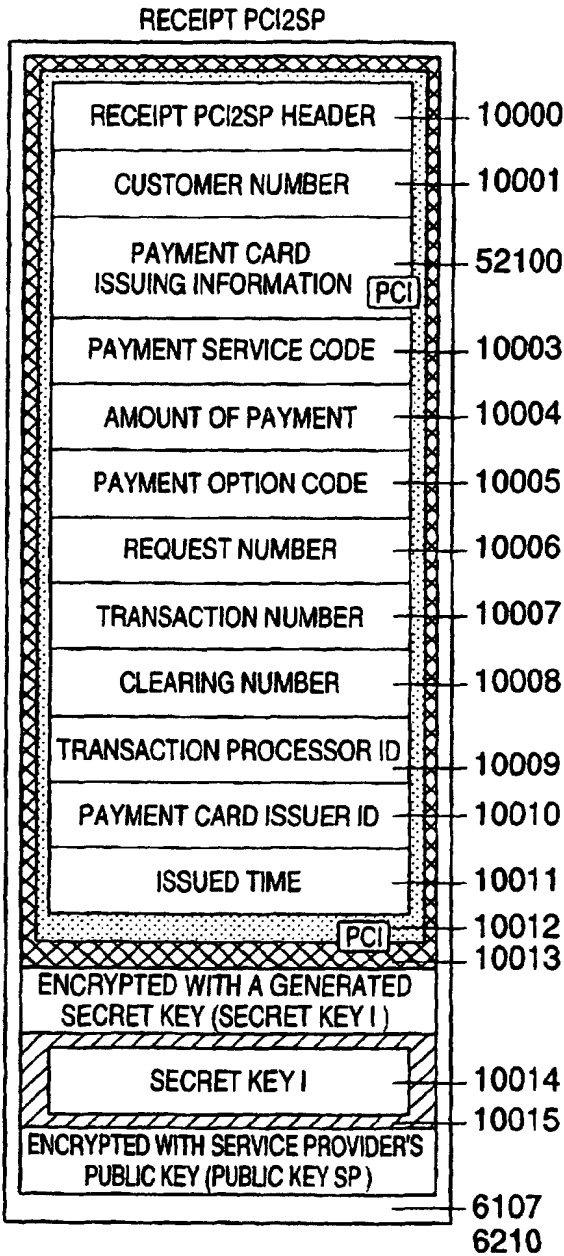 RECEIPT PCI2SP
RECEIPT PCI2SP HEADER 10000
CUSTOMER NUMBER 10001
PAYMENT CARD
ISSUING INFORMATION 52100
PCI
PAYMENT SERVICE CODE 10003
AMOUNT OF PAYMENT 10004
PAYMENT OPTION CODE 10005
REQUEST NUMBER 10006
TRANSACTION NUMBER 10007
CLEARING NUMBER 10008
TRANSACTION PROCESSOR ID 10009
PAYMENT CARD ISSUER ID 10010
ISSUED TIME 10011
PCI 10012
10013
ENCRYPTED WITH A GENERATED
SECRET KEY (SECRET KEY I)
SECRET KEY I 10014
10015
ENCRYPTED WITH SERVICE PROVIDER'S
PUBLIC KEY (PUBLIC KEY SP)
6107
6210